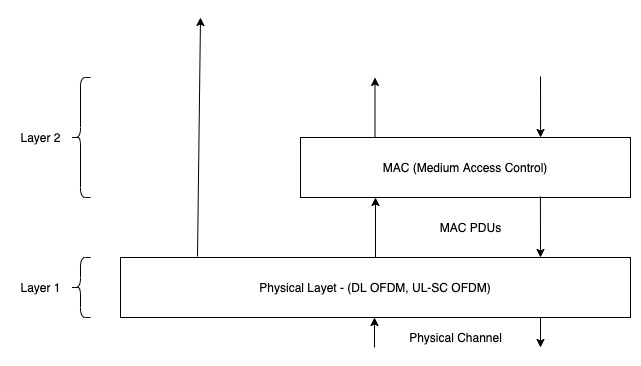 Layer 2
MAC (Medium Access Control)
MAC PDUs
Layer 1
Physical Layet - (DL OFDM, UL-SC OFDM)
Physical Channel